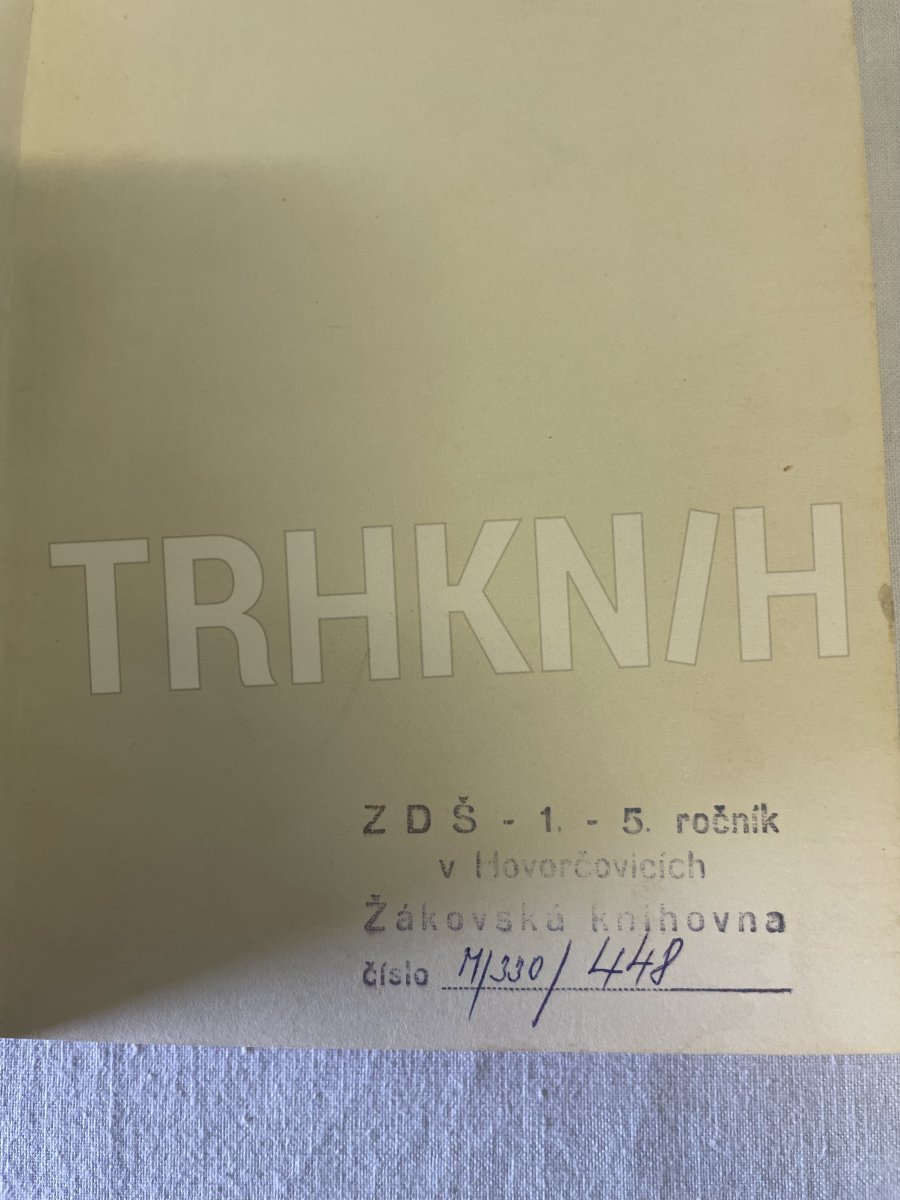 TRHKNIH
Z D Š - 1. - 5. ročník
v Hovorčovicích
Žákovská knihovna
číslo M/330/448